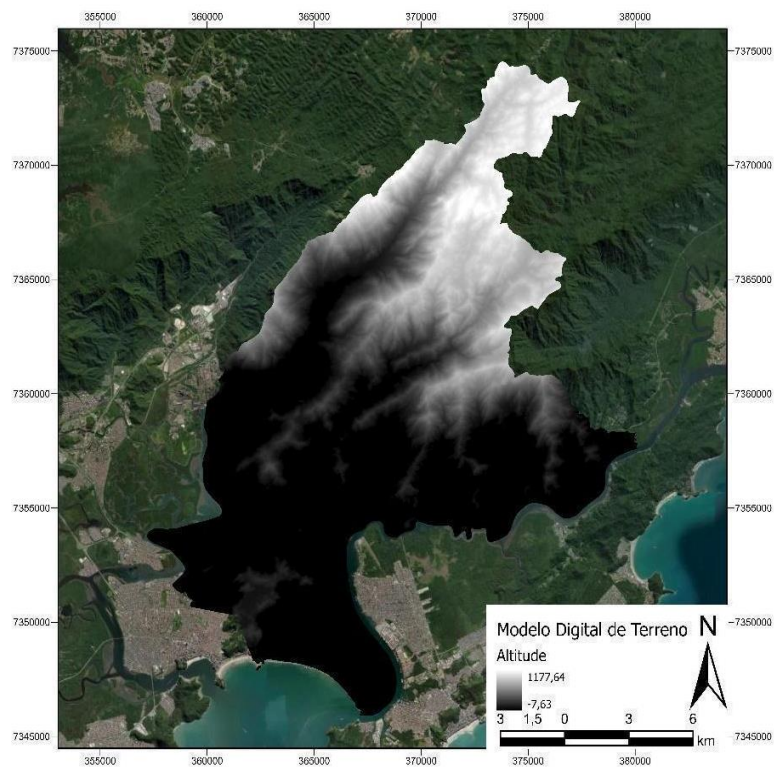 355000 360000 365000 370000 375000 380000
7375000 7375000
7370000 7370000
7365000 7365000
7360000 7360000
7355000 7355000
7350000 7350000
7345000 7345000
Modelo Digital de Terreno N
Altitude
1177,64
-7,63
3 1,5 0 3 6
km
355000 360000 365000 370000 375000 380000